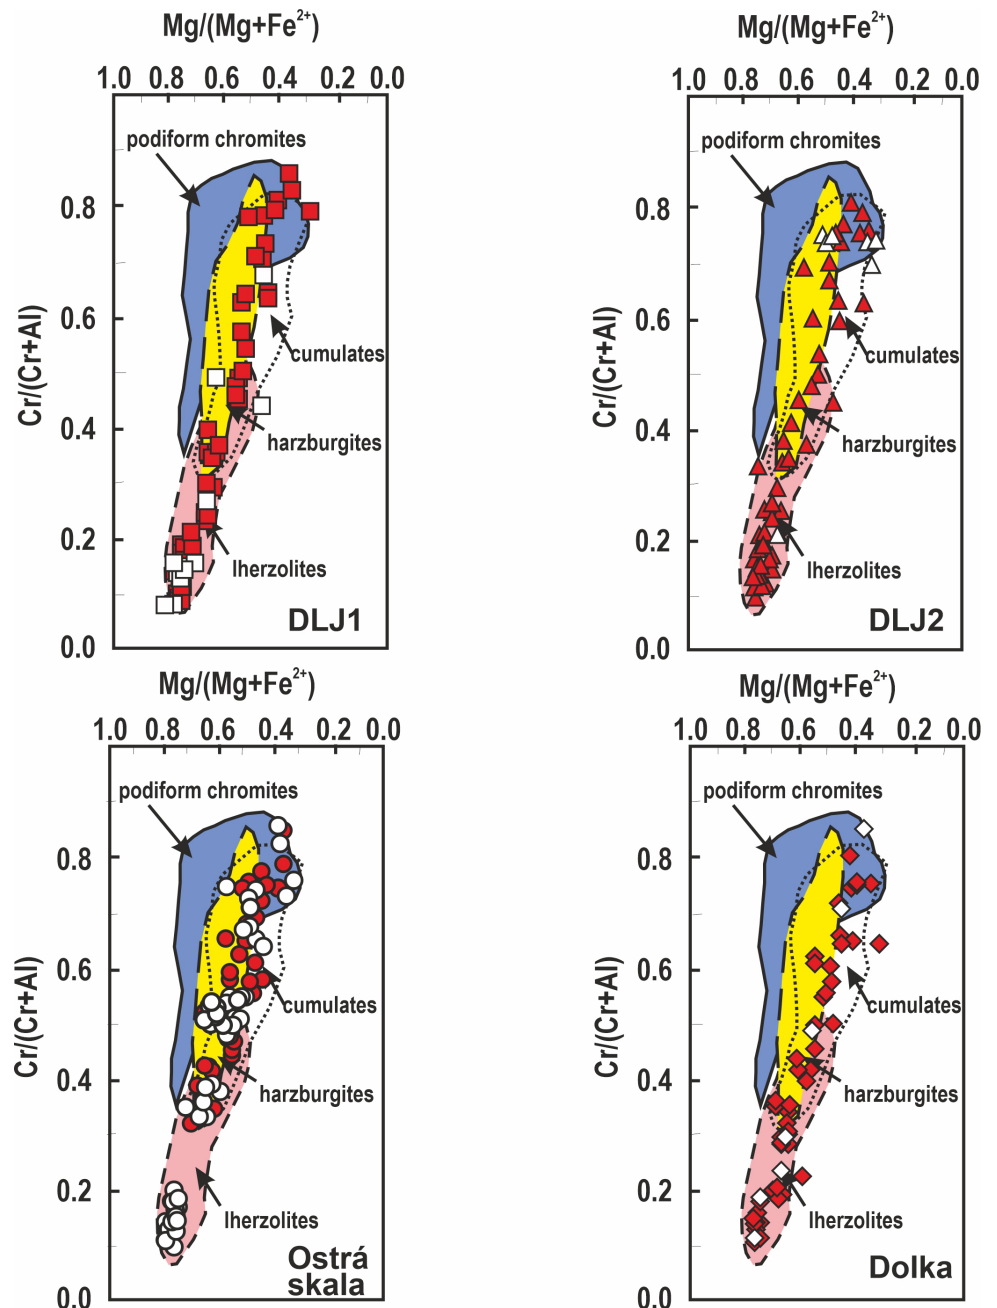 Mg/(Mg+Fe²⁺)
1.0 0.8 0.6 0.4 0.2 0.0
podiform chromites
0.8
0.6
cumulates
Cr/(Cr+Al)
0.4
harzburgites
0.2
lherzolites
DLJ1
0.0
Mg/(Mg+Fe²⁺)
1.0 0.8 0.6 0.4 0.2 0.0
podiform chromites
0.8
0.6
cumulates
Cr/(Cr+Al)
0.4
harzburgites
0.2
lherzolites
DLJ2
0.0
Mg/(Mg+Fe²⁺)
1.0 0.8 0.6 0.4 0.2 0.0
podiform chromites
0.8
0.6
cumulates
Cr/(Cr+Al)
0.4
harzburgites
0.2
lherzolites
Ostrá
skala
0.0
Mg/(Mg+Fe²⁺)
1.0 0.8 0.6 0.4 0.2 0.0
podiform chromites
0.8
0.6
cumulates
Cr/(Cr+Al)
0.4
harzburgites
0.2
lherzolites
Dolka
0.0